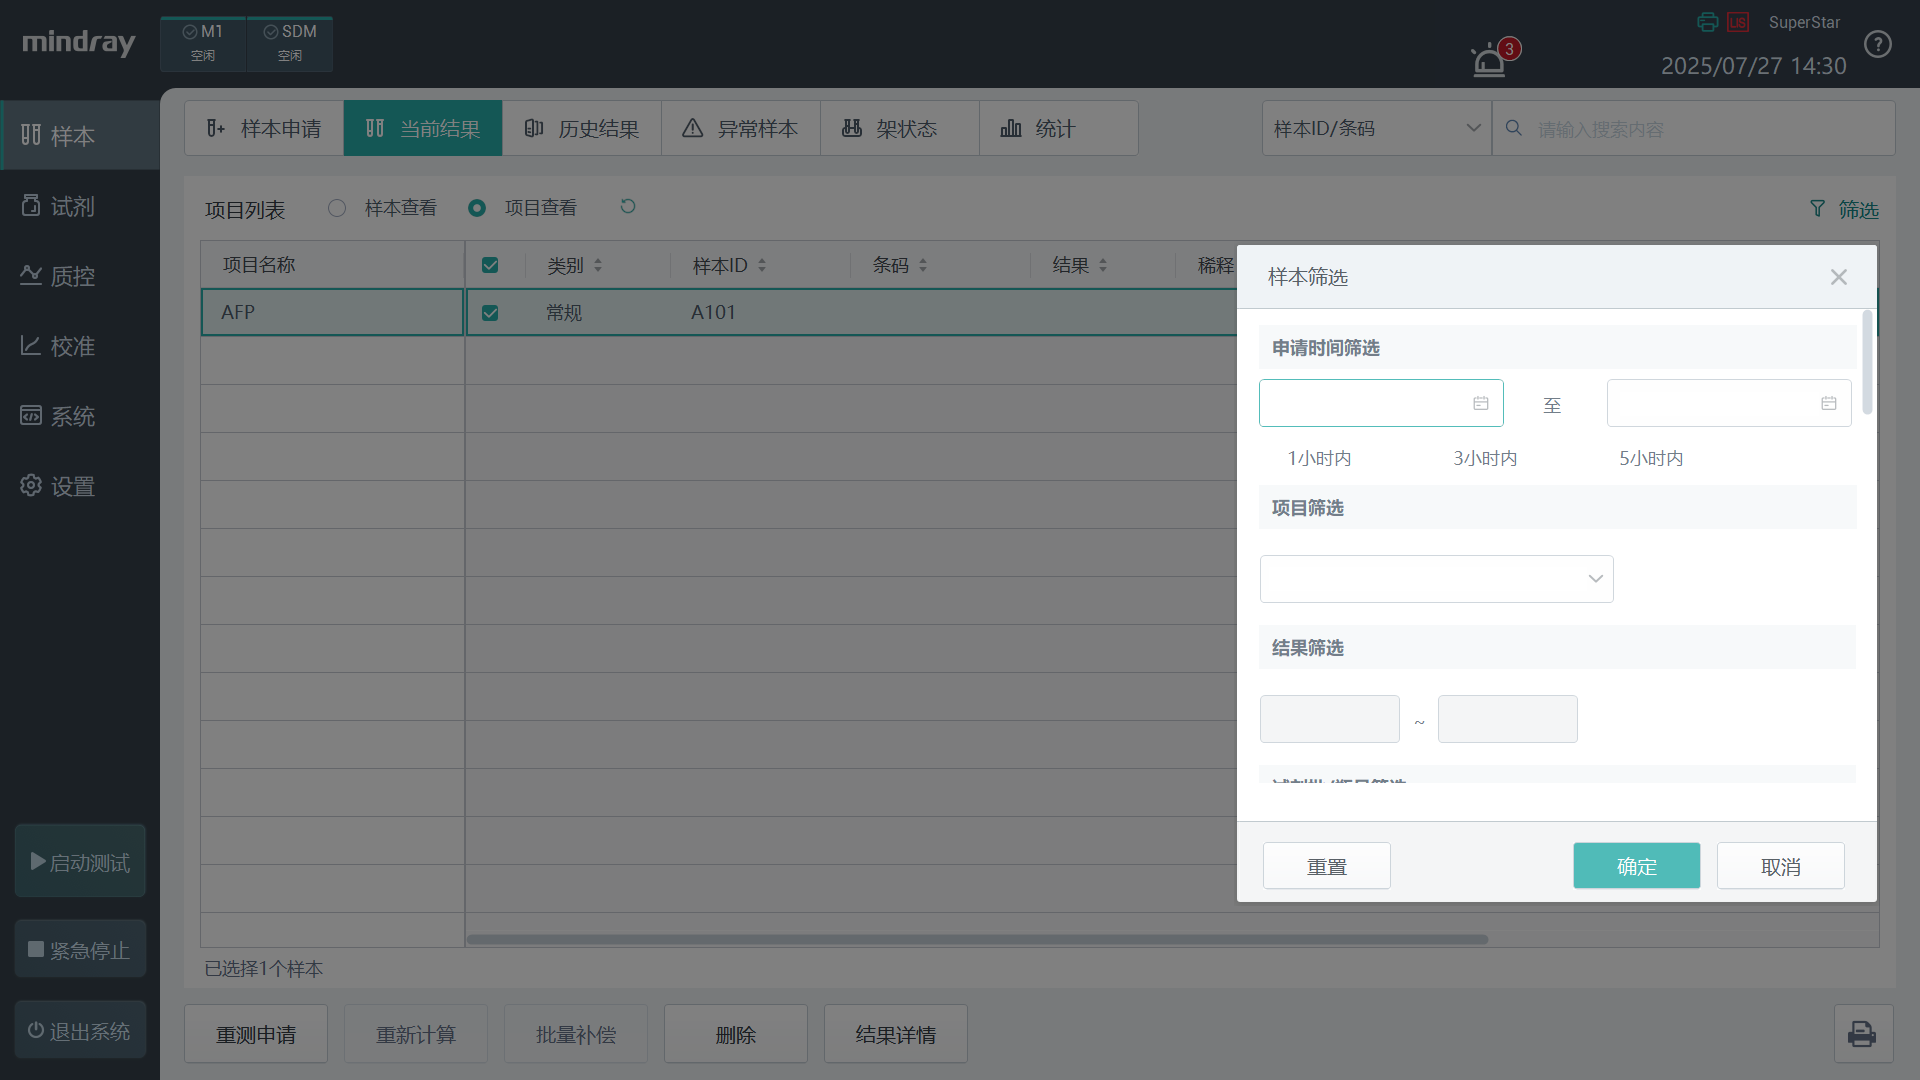 mindray
M1
空闲
SDM
空闲
3
LIS
SuperStar
2025/07/27 14:30
?
样本
试剂
质控
校准
系统
设置
启动测试
紧急停止
退出系统
样本申请
当前结果
历史结果
异常样本
架状态
统计
样本ID/条码
请输入搜索内容
项目列表
样本查看
项目查看
筛选
项目名称
类别
样本ID
条码
结果
稀释
AFP
常规
A101
样本筛选
申请时间筛选
至
1小时内
3小时内
5小时内
项目筛选
结果筛选
~
重置
确定
取消
已选择1个样本
重测申请
重新计算
批量补偿
删除
结果详情